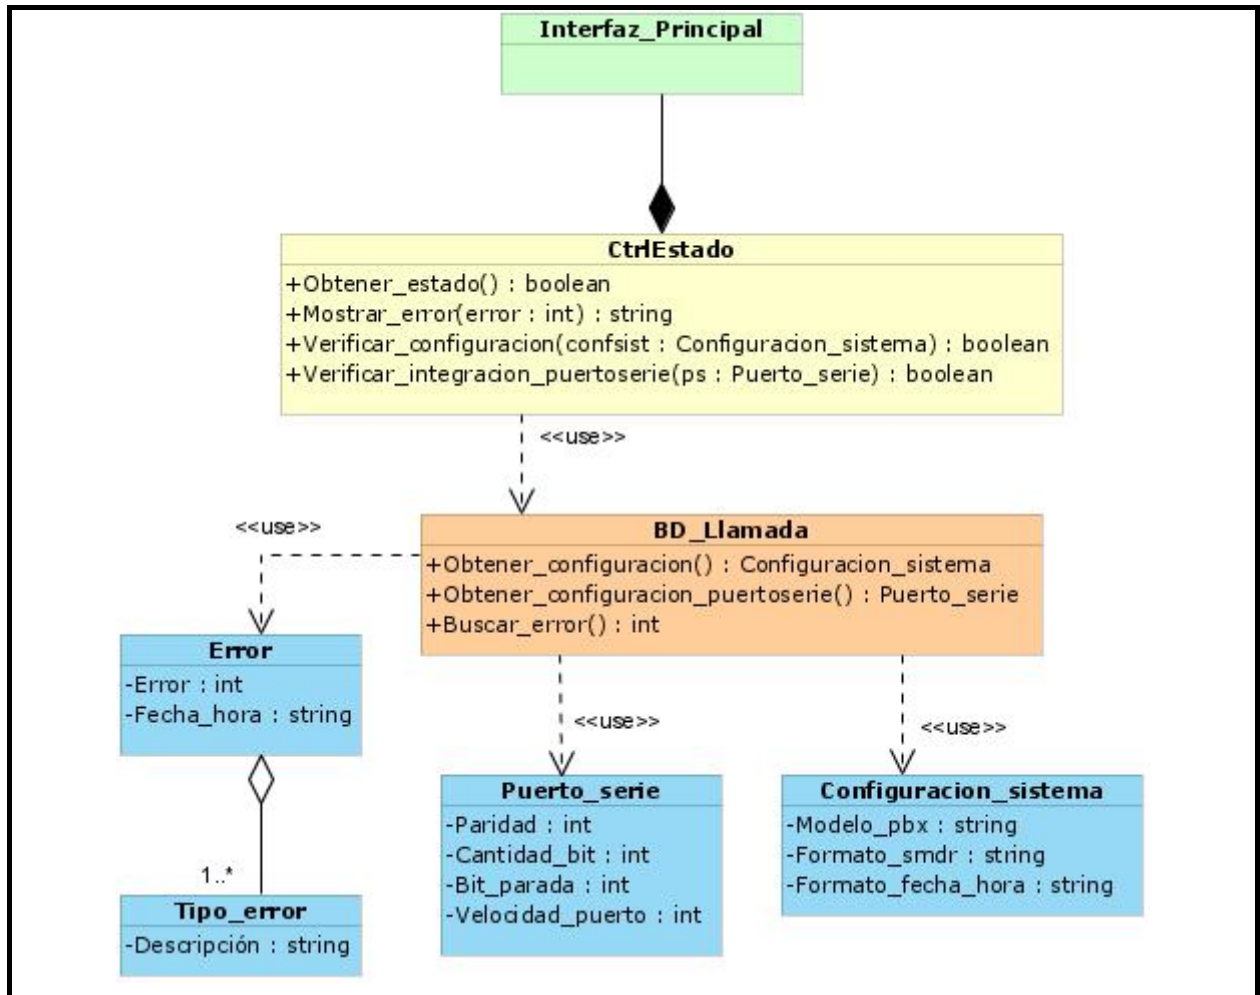 Interfaz_Principal
CtrlEstado
+Obtener_estado() : boolean
+Mostrar_error(error : int) : string
+Verificar_configuracion(confsist : Configuracion_sistema) : boolean
+Verificar_integracion_puertoserie(ps : Puerto_serie) : boolean
<<use>>
<<use>>
BD_Llamada
+Obtener_configuracion() : Configuracion_sistema
+Obtener_configuracion_puertoserie() : Puerto_serie
+Buscar_error() : int
Error
-Error : int
-Fecha_hora : string
<<use>>
<<use>>
Puerto_serie
-Paridad : int
-Cantidad_bit : int
-Bit_parada : int
-Velocidad_puerto : int
Configuracion_sistema
-Modelo_pbx : string
-Formato_smdr : string
-Formato_fecha_hora : string
1..*
Tipo_error
-Descripción : string